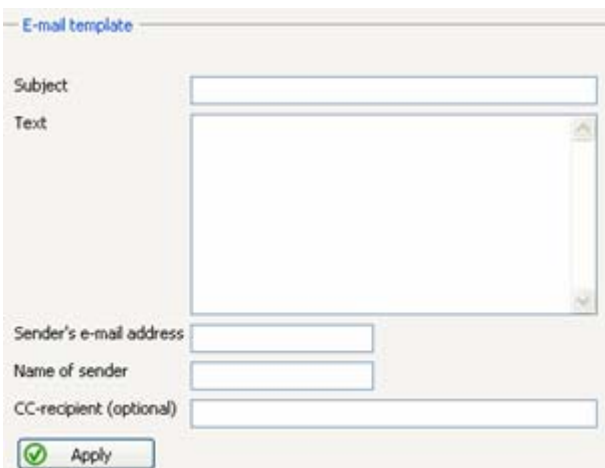 E-mail template
Subject
Text
Sender's e-mail address
Name of sender
CC-recipient (optional)
Apply